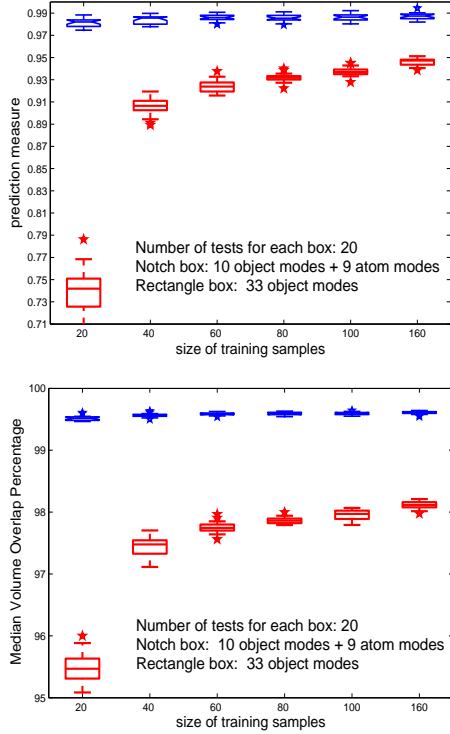 0.99
0.97
0.95
0.93
0.91
0.89
0.87
0.85
0.83
0.81
0.79
0.77
0.75
0.73
0.71
prediction measure
Number of tests for each box: 20
Notch box: 10 object modes + 9 atom modes
Rectangle box: 33 object modes
20 40 60 80 100 160
size of training samples
100
99
98
97
96
95
Median Volume Overlap Percentage
Number of tests for each box: 20
Notch box: 10 object modes + 9 atom modes
Rectangle box: 33 object modes
20 40 60 80 100 160
size of training samples